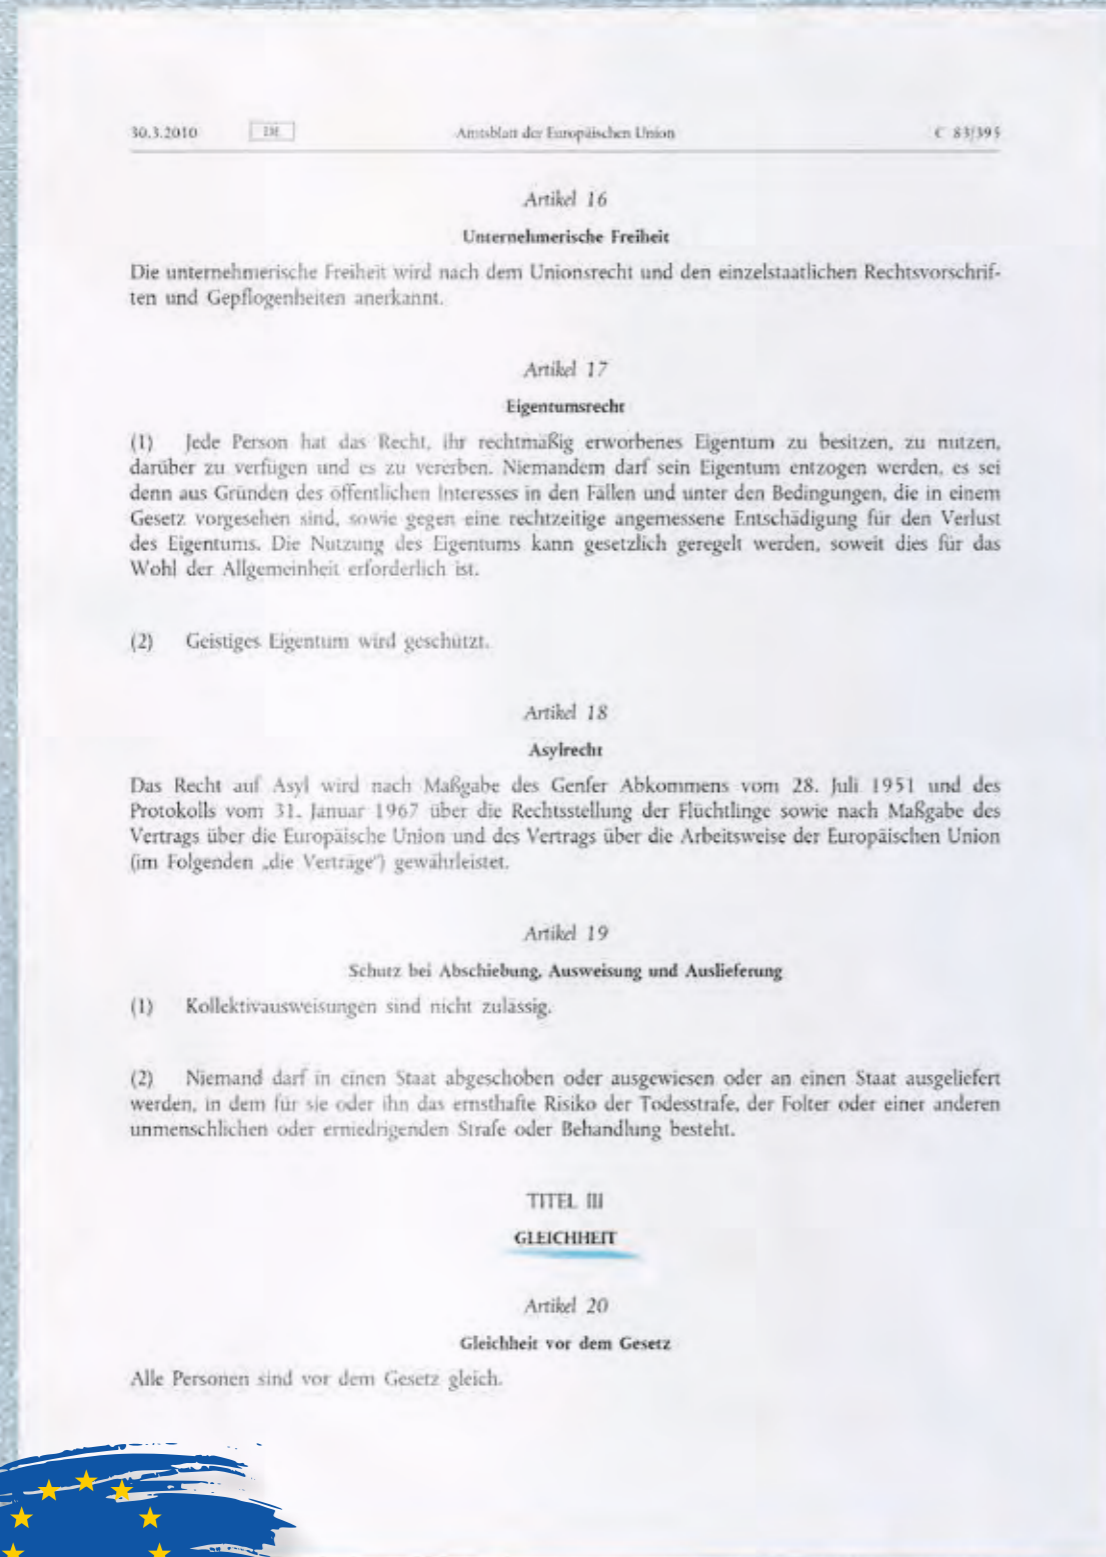 30.3.2010 DE Amtsblatt der Europäischen Union C 83/395
Artikel 16
Unternehmerische Freiheit
Die unternehmerische Freiheit wird nach dem Unionsrecht und den einzelstaatlichen Rechtsvorschrif-
ten und Gepflogenheiten anerkannt.
Artikel 17
Eigentumsrecht
(1) Jede Person hat das Recht, ihr rechtmäßig erworbenes Eigentum zu besitzen, zu nutzen,
darüber zu verfügen und es zu vererben. Niemandem darf sein Eigentum entzogen werden, es sei
denn aus Gründen des öffentlichen Interesses in den Fällen und unter den Bedingungen, die in einem
Gesetz vorgesehen sind, sowie gegen eine rechtzeitige angemessene Entschädigung für den Verlust
des Eigentums. Die Nutzung des Eigentums kann gesetzlich geregelt werden, soweit dies für das
Wohl der Allgemeinheit erforderlich ist.
(2) Geistiges Eigentum wird geschützt.
Artikel 18
Asylrecht
Das Recht auf Asyl wird nach Maßgabe des Genfer Abkommens vom 28. Juli 1951 und des
Protokolls vom 31. Januar 1967 über die Rechtsstellung der Flüchtlinge sowie nach Maßgabe des
Vertrags über die Europäische Union und des Vertrags über die Arbeitsweise der Europäischen Union
(im Folgenden „die Verträge“) gewährleistet.
Artikel 19
Schutz bei Abschiebung, Ausweisung und Auslieferung
(1) Kollektivausweisungen sind nicht zulässig.
(2) Niemand darf in einen Staat abgeschoben oder ausgewiesen oder an einen Staat ausgeliefert
werden, in dem für sie oder ihn das ernsthafte Risiko der Todesstrafe, der Folter oder einer anderen
unmenschlichen oder erniedrigenden Strafe oder Behandlung besteht.
TITEL III
GLEICHHEIT
Artikel 20
Gleichheit vor dem Gesetz
Alle Personen sind vor dem Gesetz gleich.